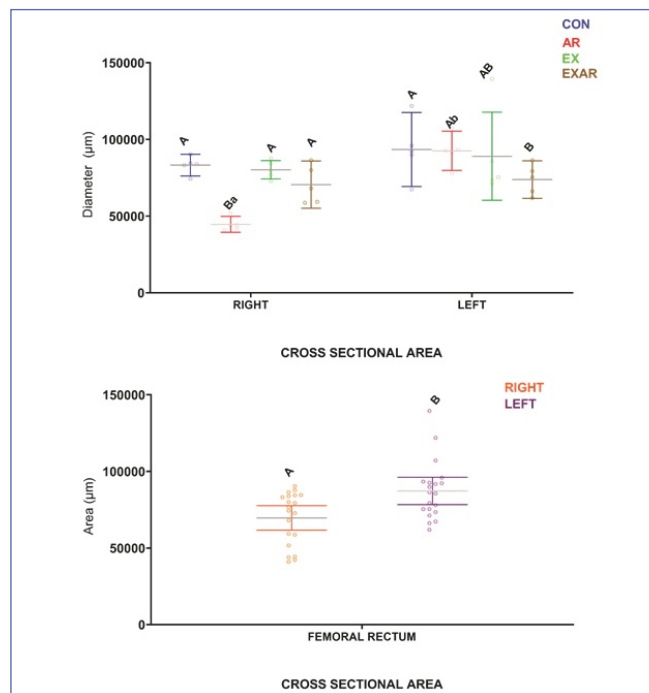 CON
AR
EX
EXAR
150000
100000
50000
0
Diameter (µm)
A
Ba
A
A
A
Ab
AB
B
RIGHT
LEFT
CROSS SECTIONAL AREA
RIGHT
LEFT
150000
100000
50000
0
Area (µm)
A
B
FEMORAL RECTUM
CROSS SECTIONAL AREA